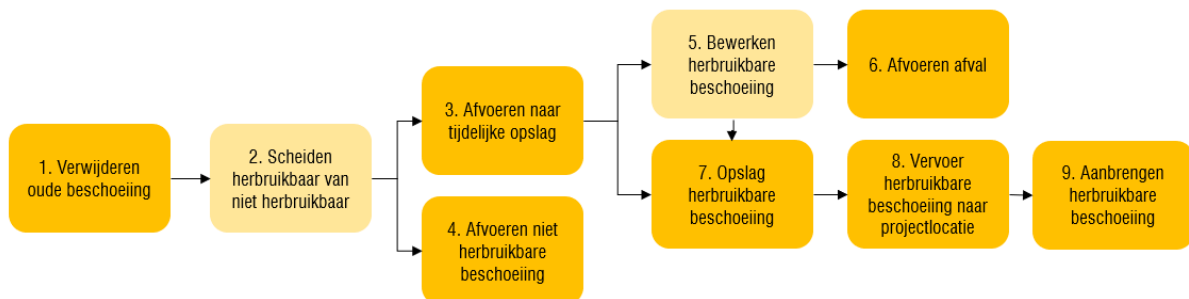 1. Verwijderen
oude beschoeiing
2. Scheiden
herbruikbaar van
niet herbruikbaar
3. Afvoeren naar
tijdelijke opslag
4. Afvoeren niet
herbruikbare
beschoeiing
5. Bewerken
herbruikbare
beschoeiing
6. Afvoeren afval
7. Opslag
herbruikbare
beschoeiing
8. Vervoer
herbruikbare
beschoeiing naar
projectlocatie
9. Aanbrengen
herbruikbare
beschoeiing